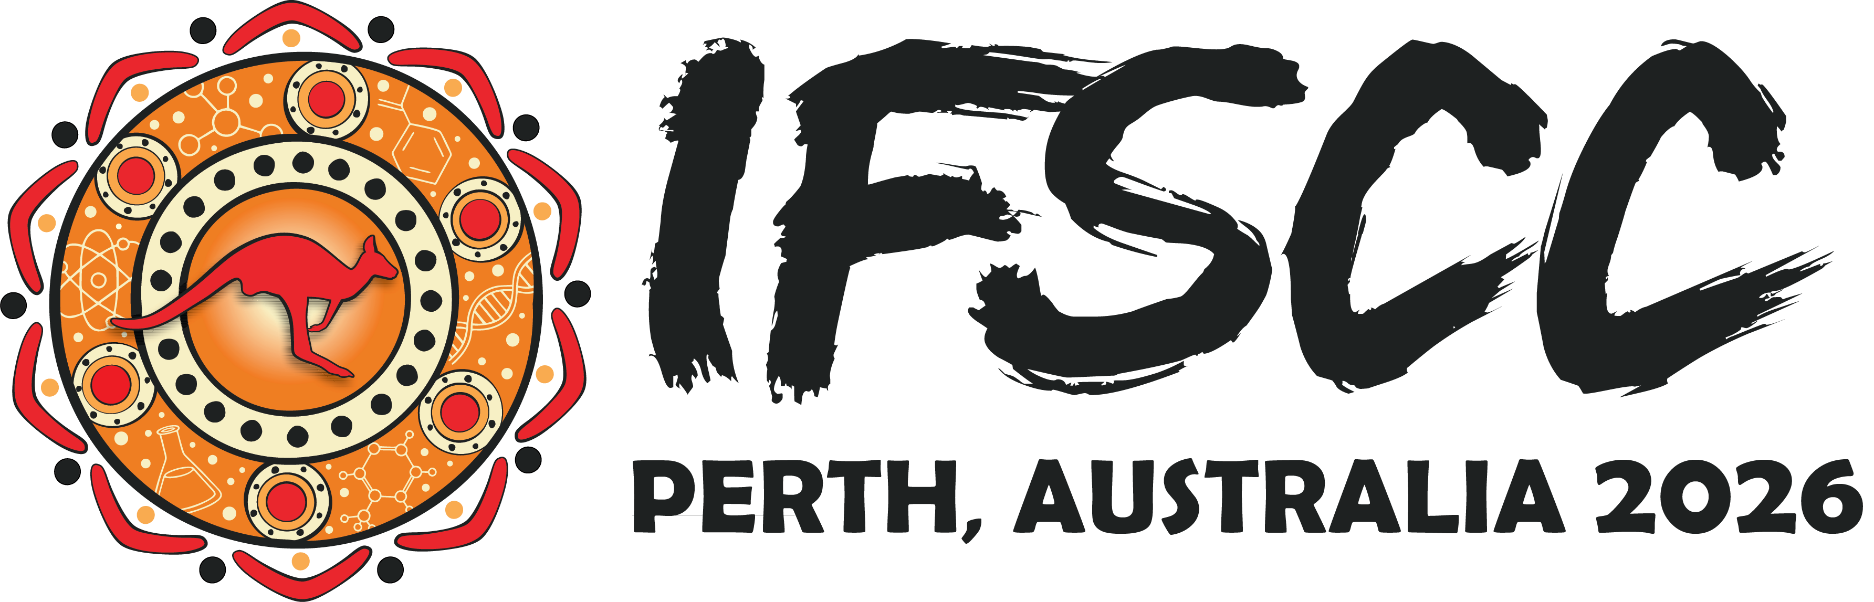 IFSCC
PERTH, AUSTRALIA 2026